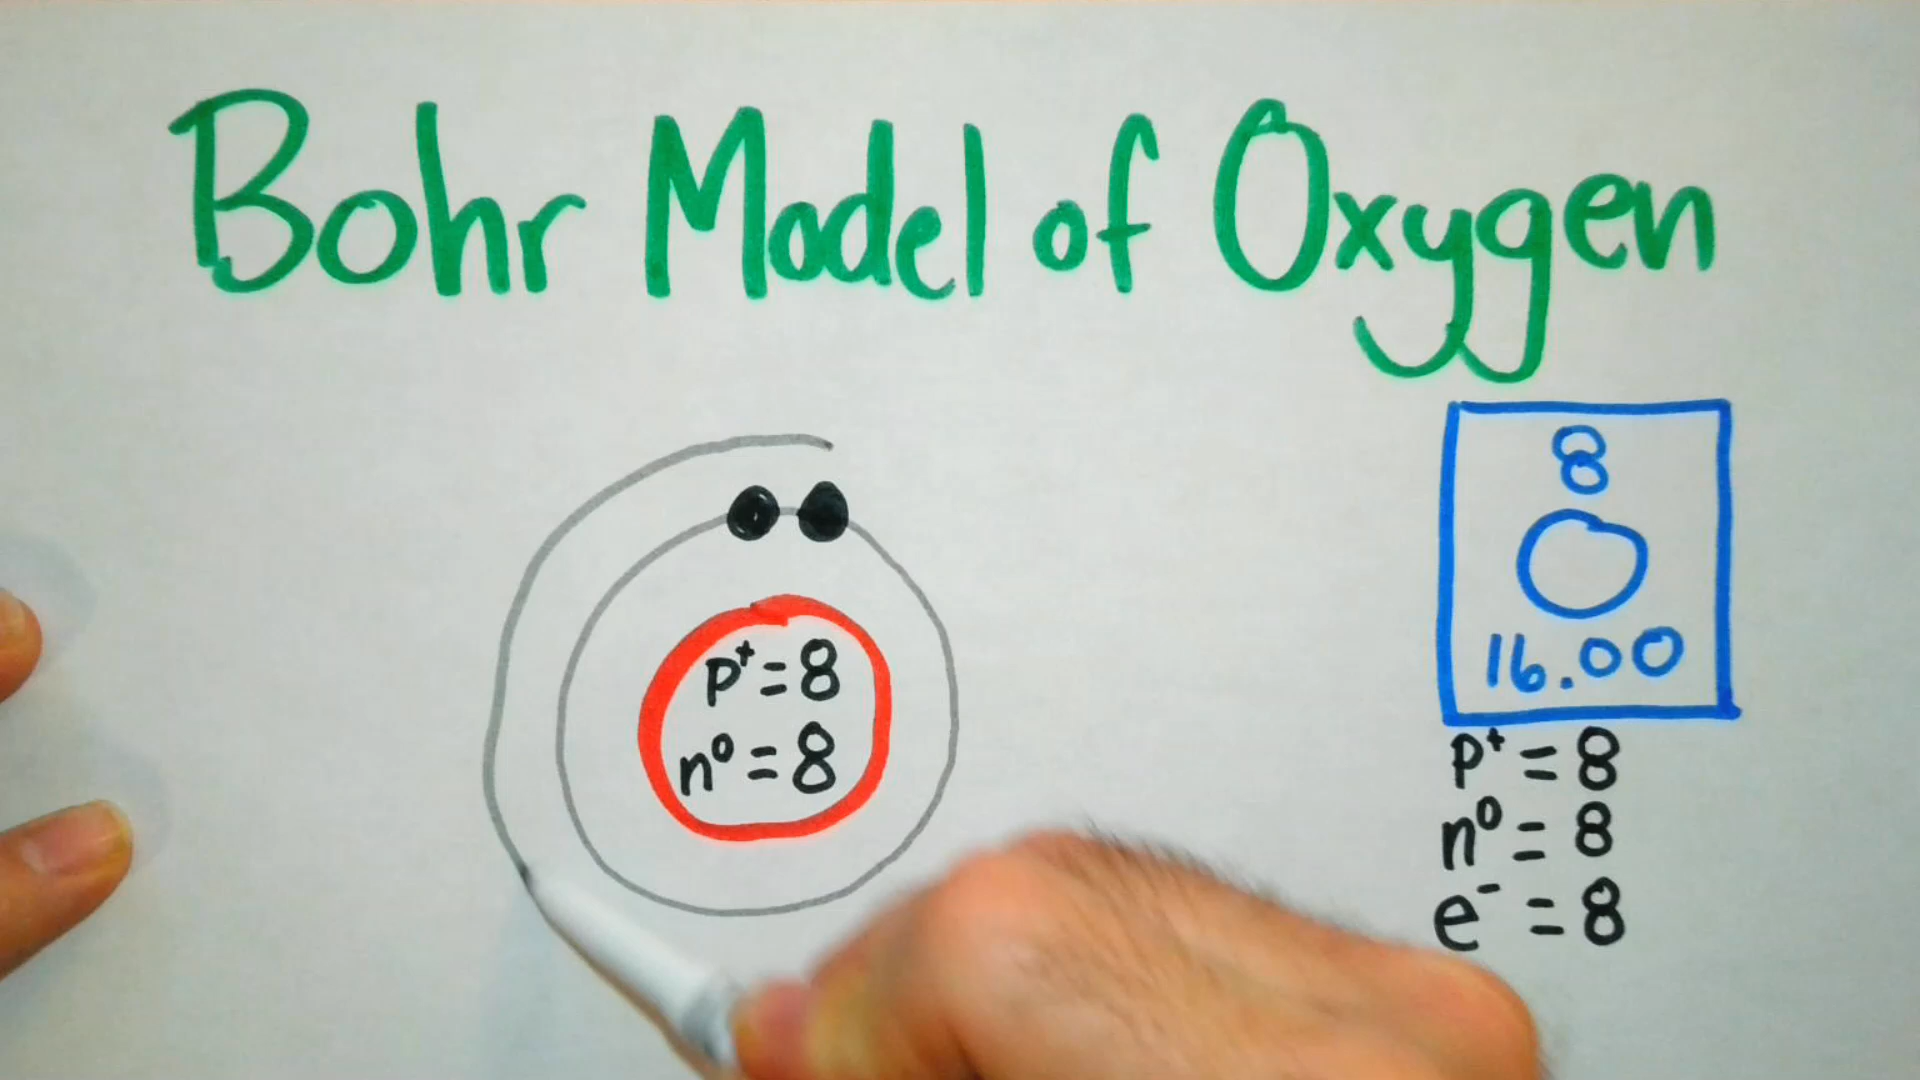 Bohr Model of Oxygen
8
O
16.00
p⁺ = 8
n⁰ = 8
p⁺ = 8
n⁰ = 8
e⁻ = 8